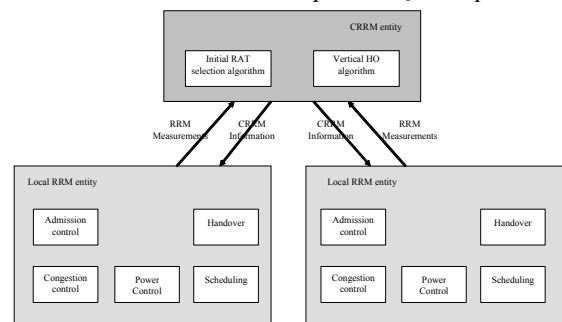 CRRM entity
Initial RAT
selection algorithm
Vertical HO
algorithm
RRM
Measurements
CRRM
Information
CRRM
Information
RRM
Measurements
Local RRM entity
Admission
control
Handover
Congestion
control
Power
Control
Scheduling
Local RRM entity
Admission
control
Handover
Congestion
control
Power
Control
Scheduling